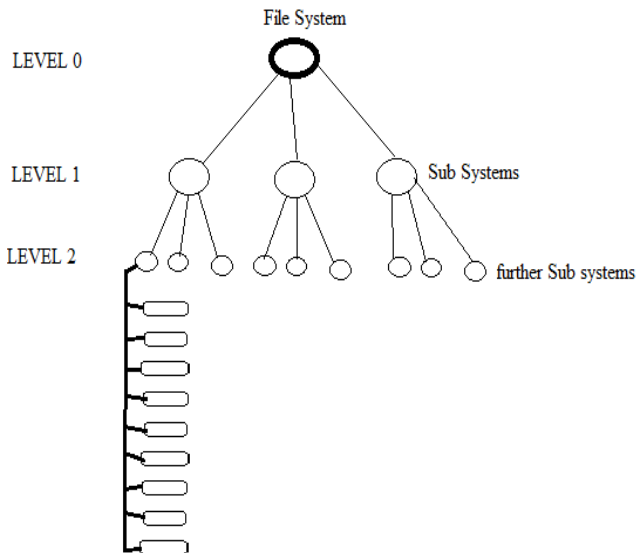 File System
LEVEL 0
LEVEL 1
Sub Systems
LEVEL 2
further Sub systems